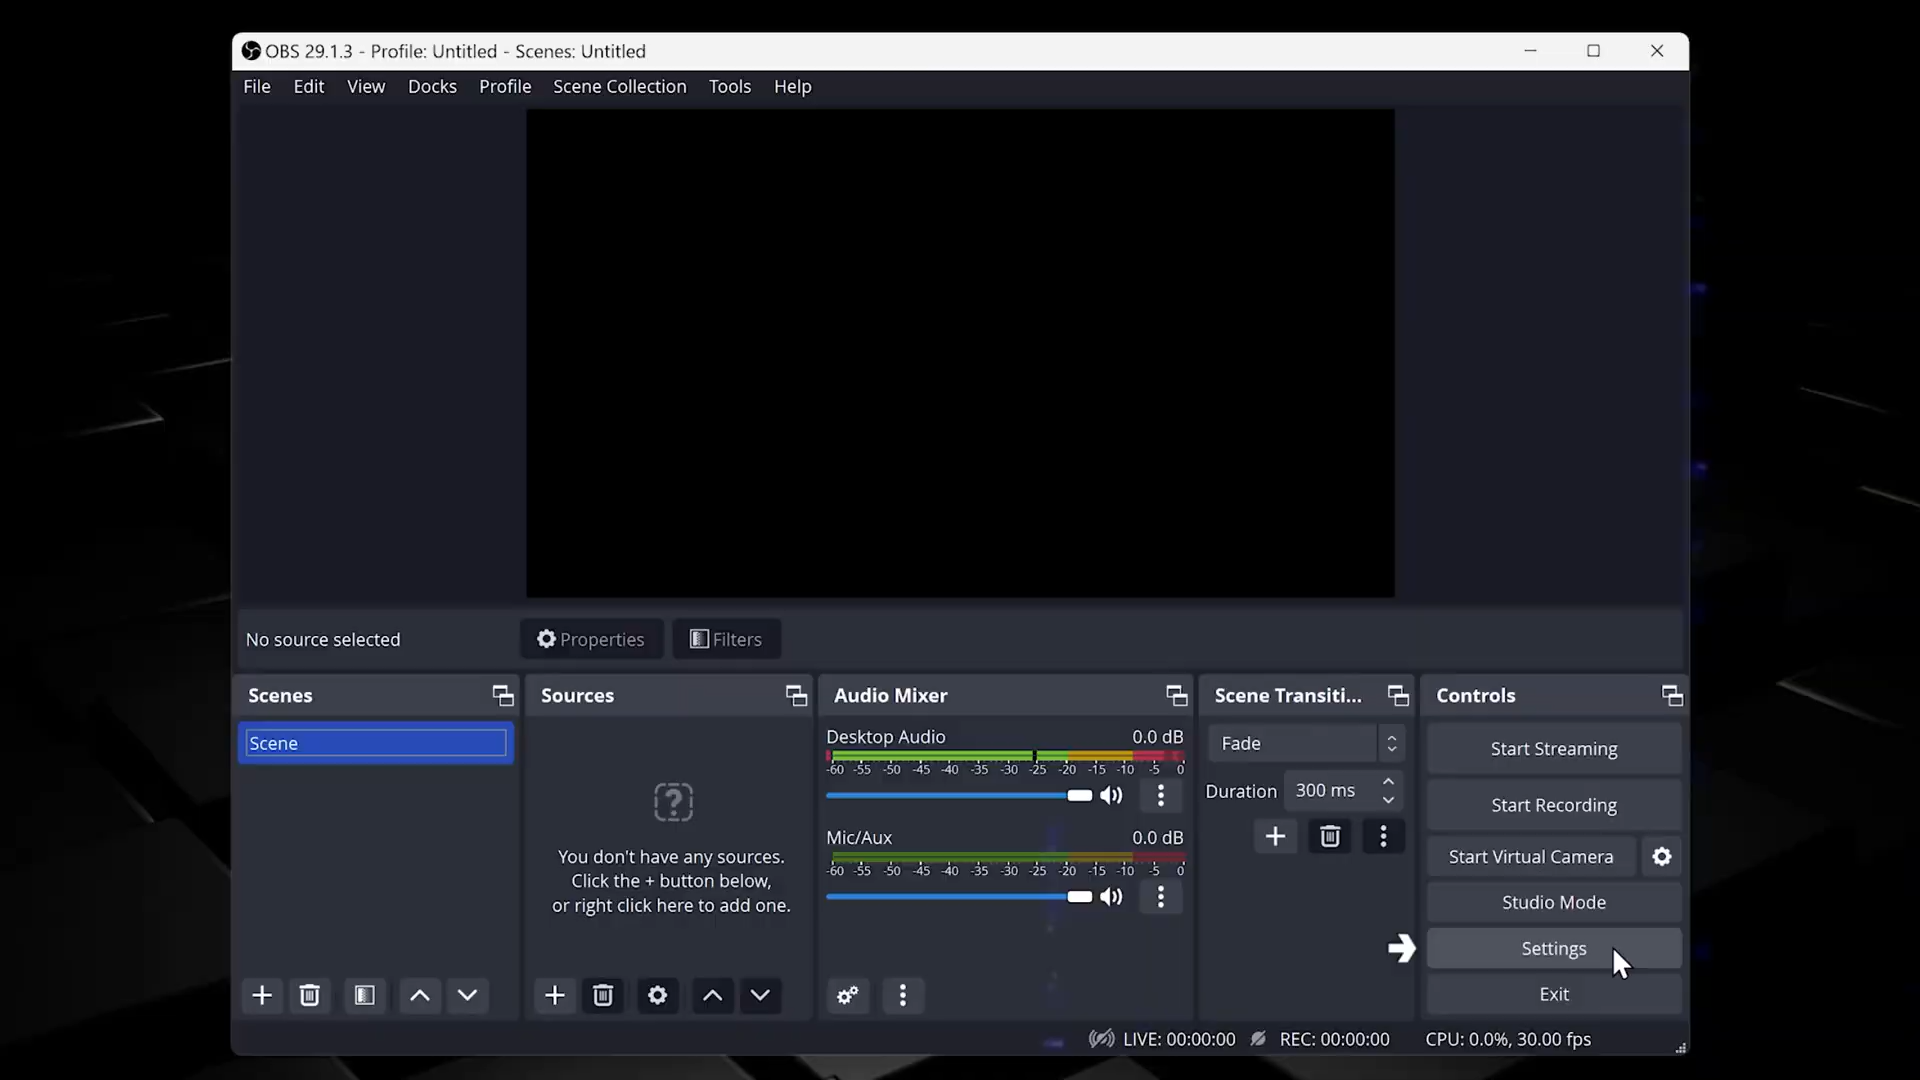 OBS 29.1.3 - Profile: Untitled - Scenes: Untitled
File Edit View Docks Profile Scene Collection Tools Help
No source selected Properties Filters
Scenes
Scene
Sources
You don't have any sources.
Click the + button below,
or right click here to add one.
Audio Mixer
Desktop Audio 0.0 dB
-60 -55 -50 -45 -40 -35 -30 -25 -20 -15 -10 -5 0
Mic/Aux 0.0 dB
-60 -55 -50 -45 -40 -35 -30 -25 -20 -15 -10 -5 0
Scene Transiti...
Fade
Duration 300 ms
Controls
Start Streaming
Start Recording
Start Virtual Camera
Studio Mode
Settings
Exit
LIVE: 00:00:00 REC: 00:00:00 CPU: 0.0%, 30.00 fps